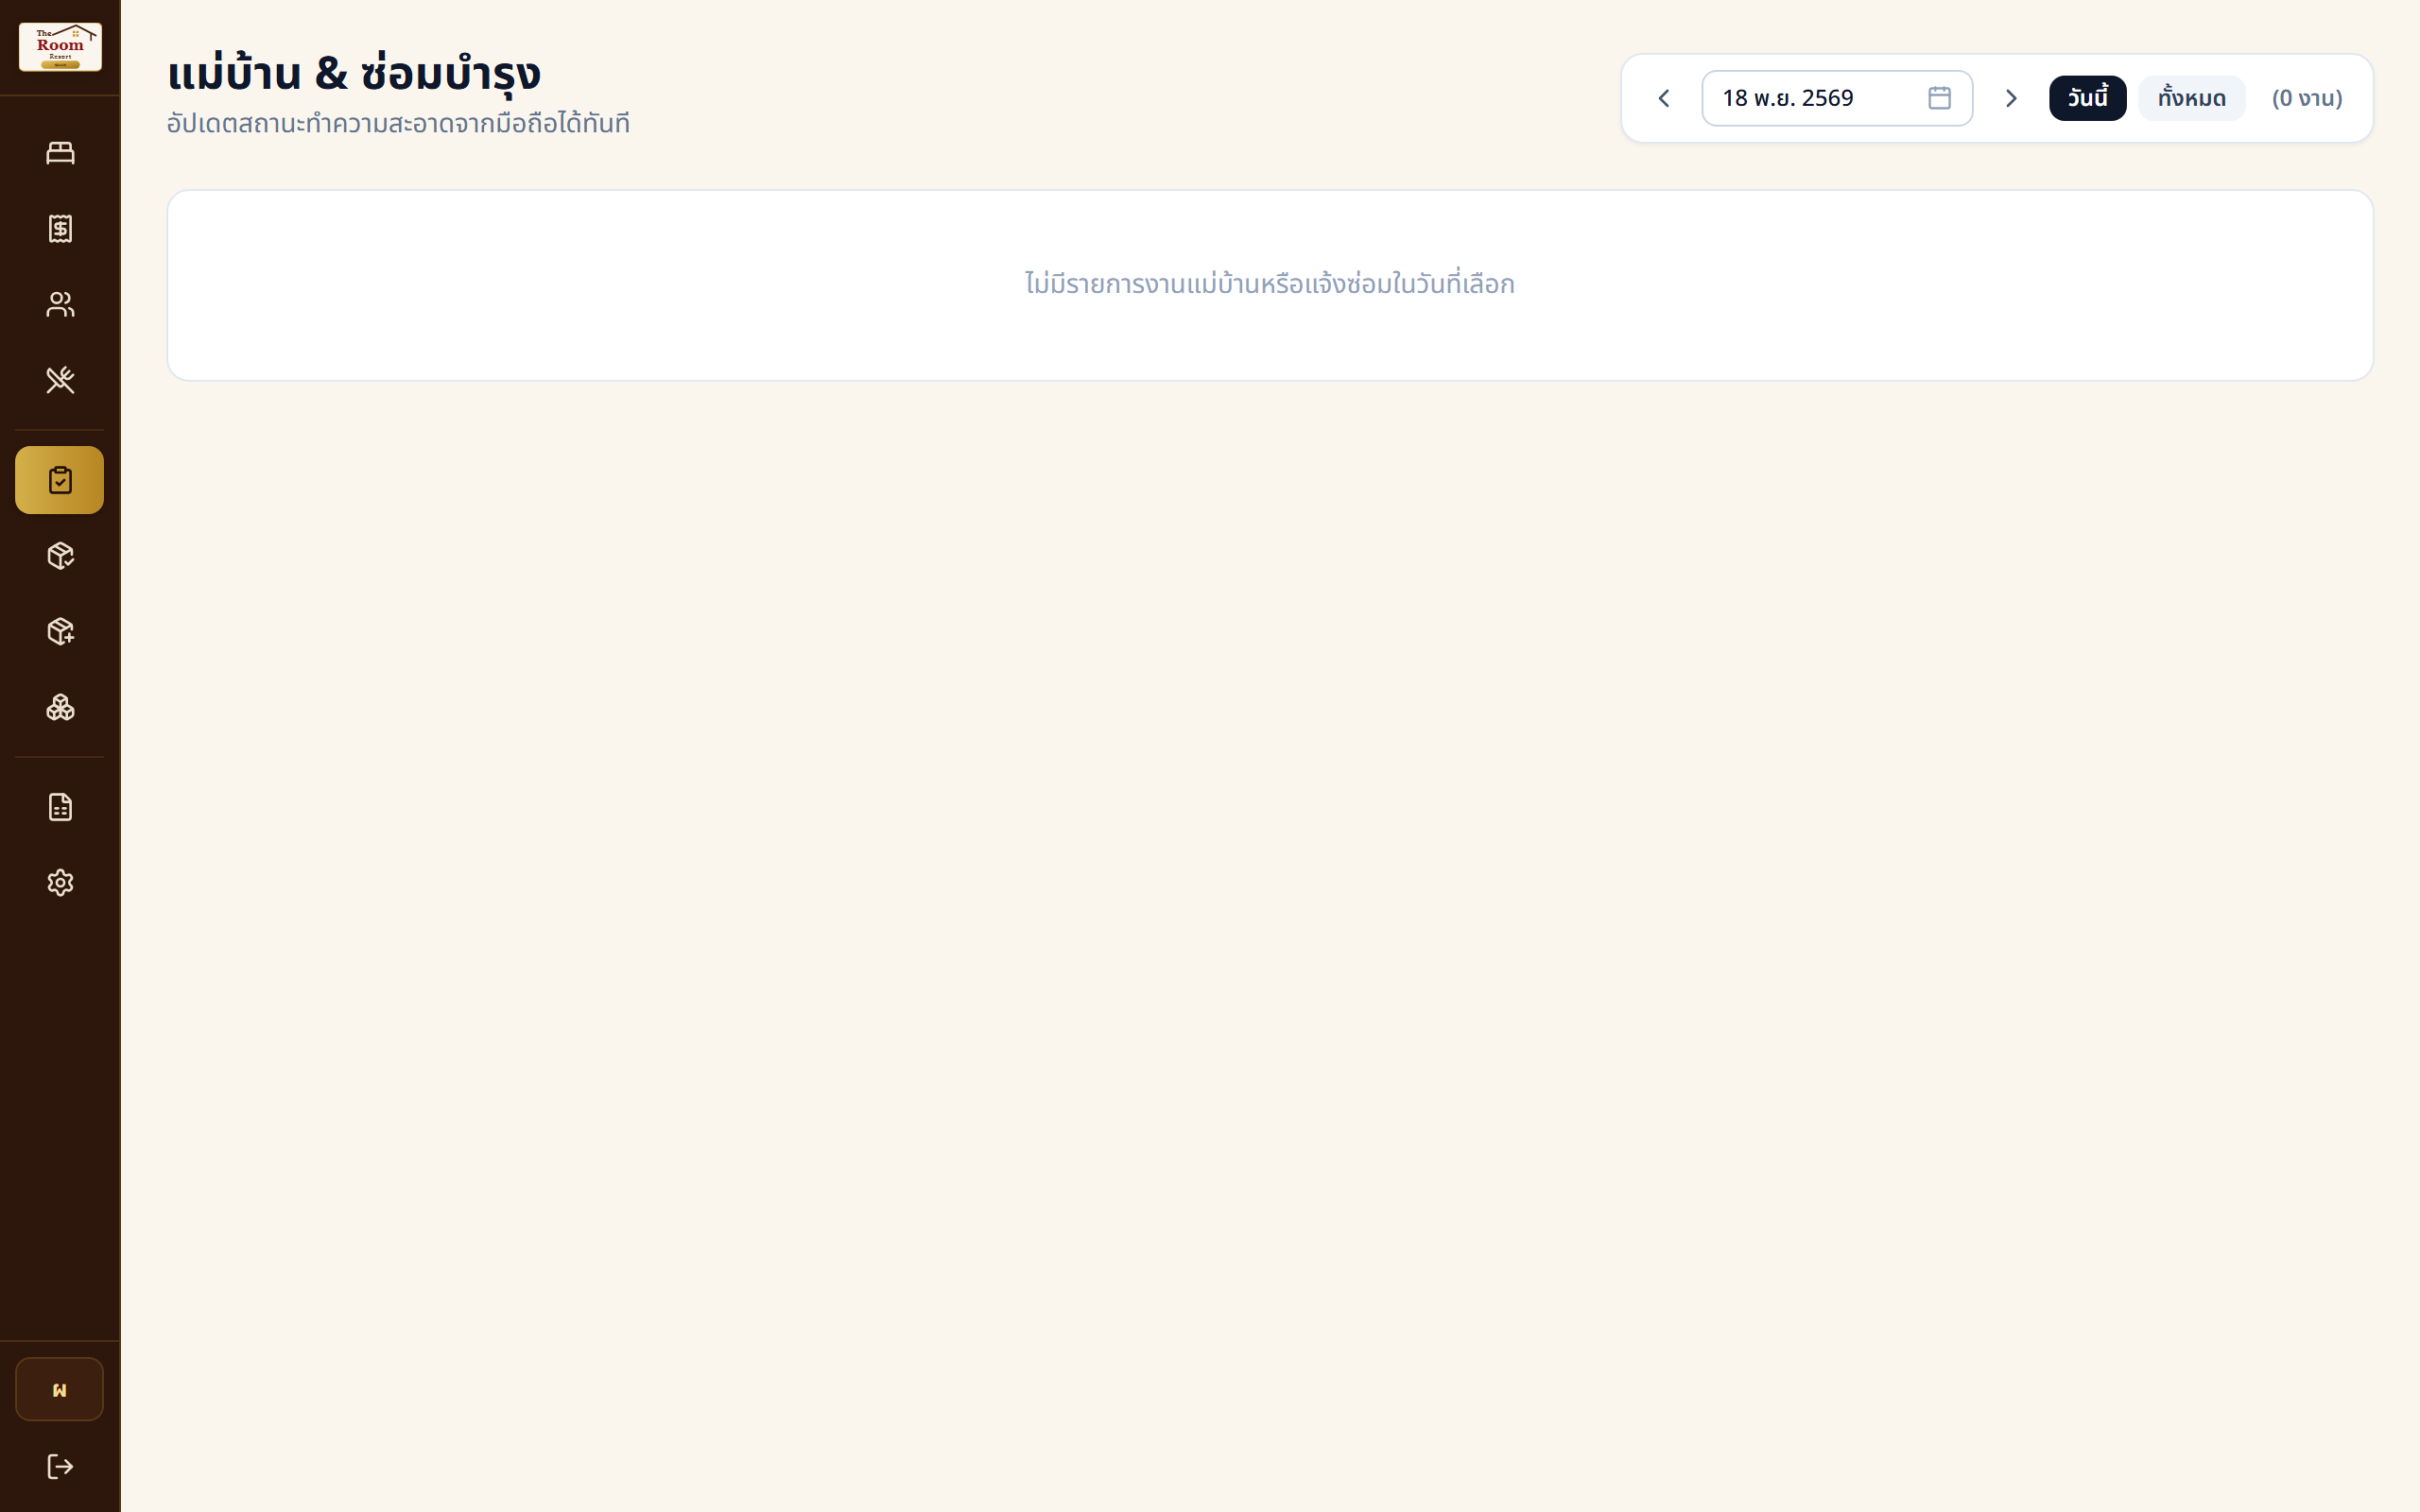 The
Room
Resort
แม่บ้าน & ซ่อมบำรุง
อัปเดตสถานะทำความสะอาดจากมือถือได้ทันที
18 พ.ย. 2569
วันนี้
ทั้งหมด
(0 งาน)
ไม่มีรายการงานแม่บ้านหรือแจ้งซ่อมในวันที่เลือก
ผ